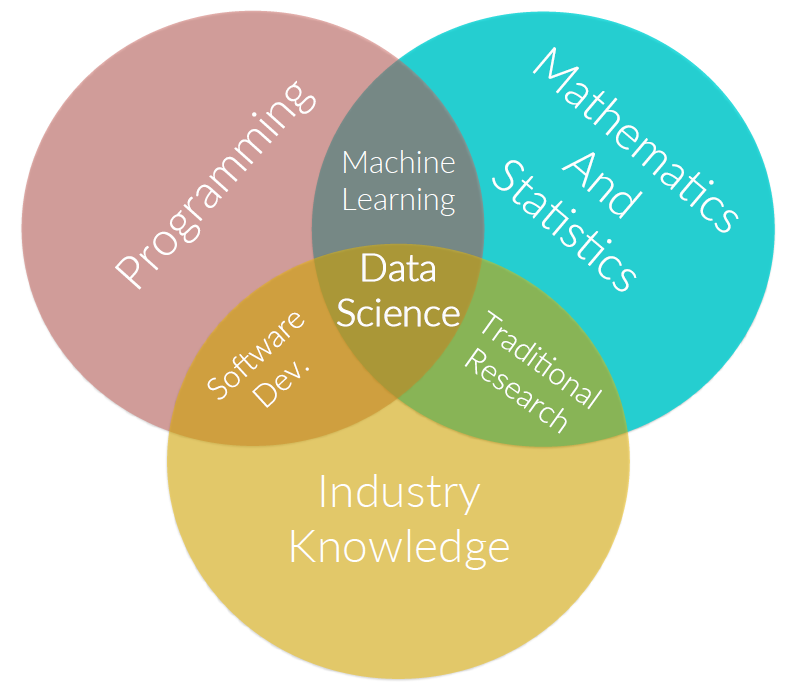 Programming
Mathematics
And
Statistics
Machine
Learning
Data
Science
Software
Dev.
Traditional
Research
Industry
Knowledge